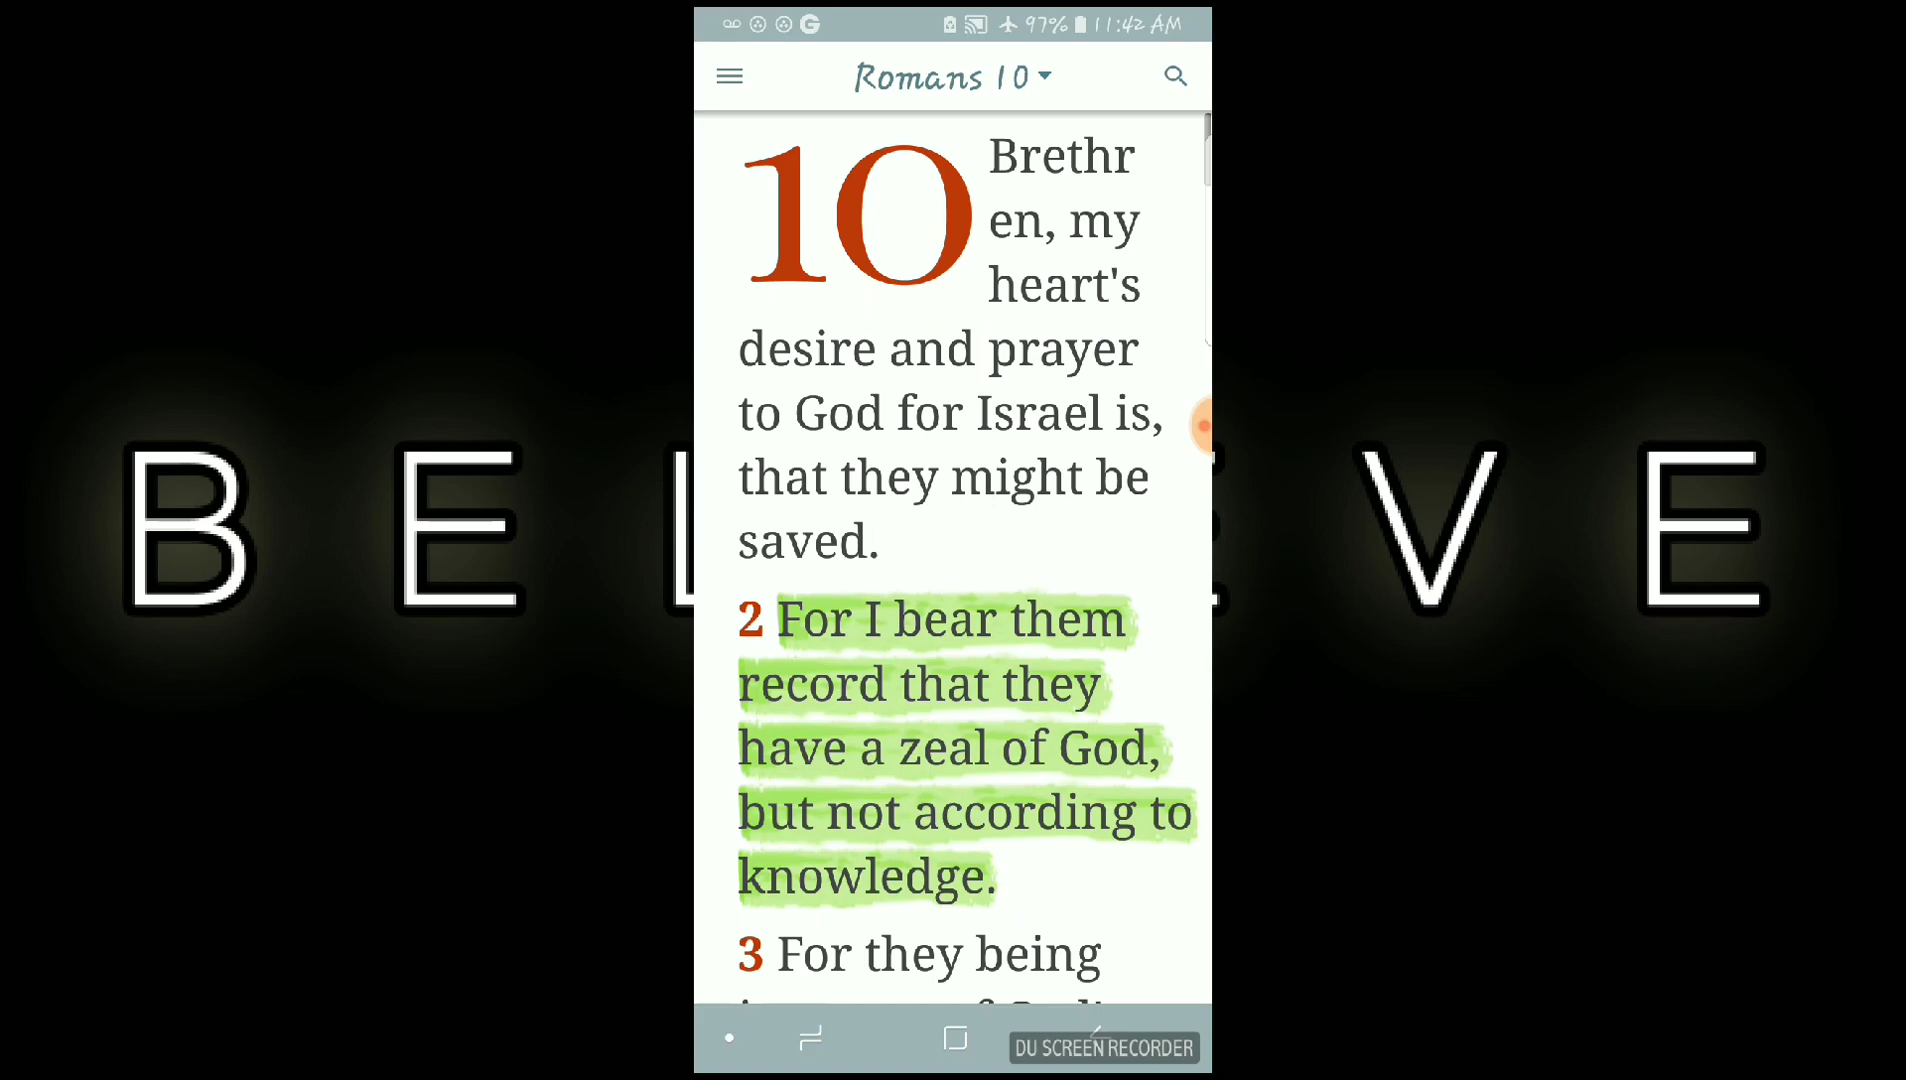 97% 11:42 AM
Romans 10
10 Brethr
en, my
heart's
desire and prayer
to God for Israel is,
that they might be
saved.
2 For I bear them
record that they
have a zeal of God,
but not according to
knowledge.
3 For they being
B E L E V E
DU SCREEN RECORDER